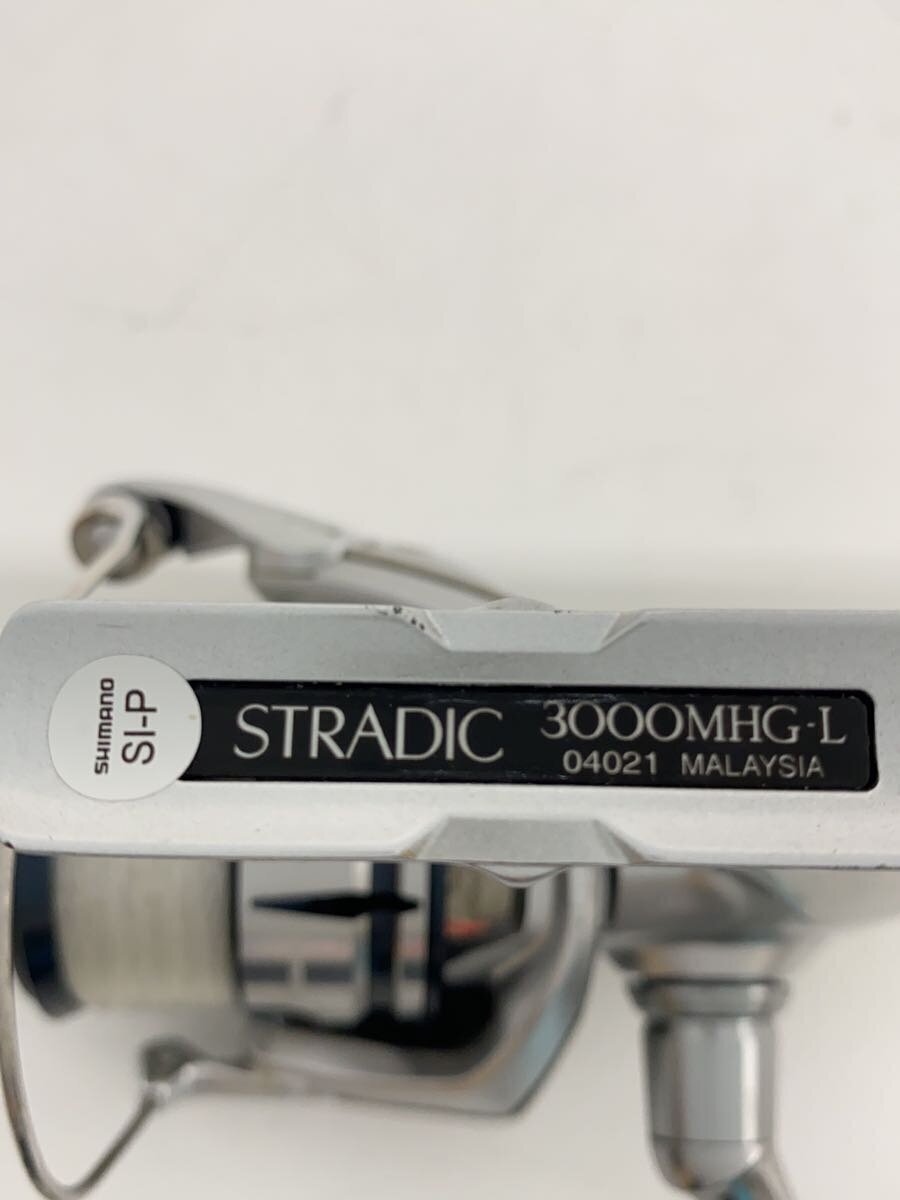 SHIMANO
SI-P
STRADIC 3000MHG-L
04021 MALAYSIA